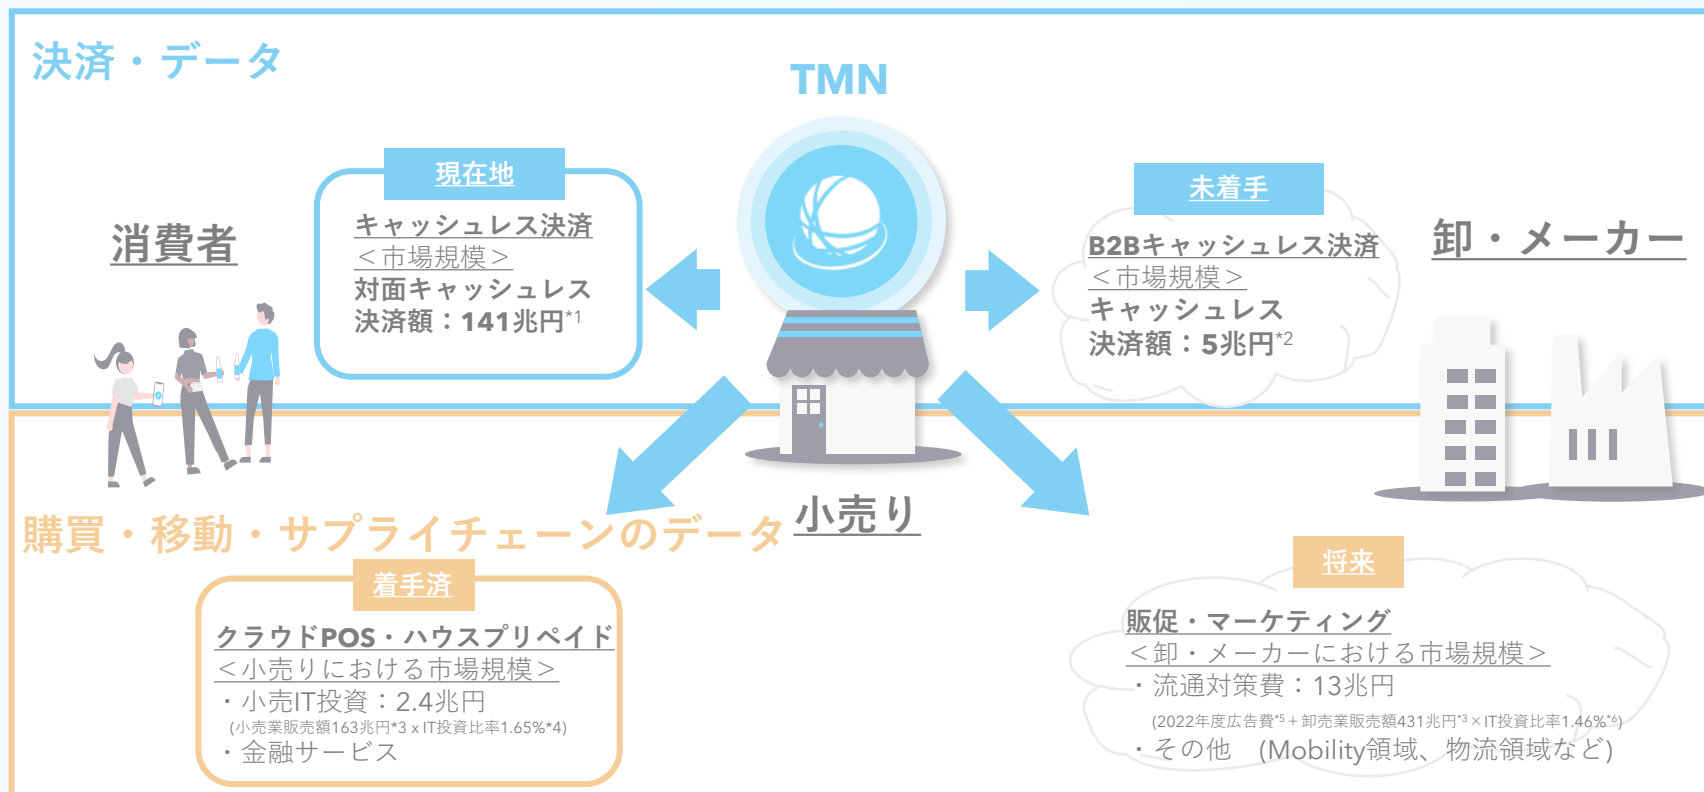 決済・データ
TMN
現在地
キャッシュレス決済
＜市場規模＞
対面キャッシュレス
決済額：141兆円*1
消費者
未着手
B2Bキャッシュレス決済
＜市場規模＞
キャッシュレス
決済額：5兆円*2
卸・メーカー
小売り
購買・移動・サプライチェーンのデータ
着手済
クラウドPOS・ハウスプリペイド
＜小売りにおける市場規模＞
・小売IT投資：2.4兆円
(小売業販売額163兆円*3 x IT投資比率1.65%*4)
・金融サービス
将来
販促・マーケティング
＜卸・メーカーにおける市場規模＞
・流通対策費：13兆円
(2022年度広告費*5＋卸売業販売額431兆円*3×IT投資比率1.46%*6)
・その他　(Mobility領域、物流領域など)